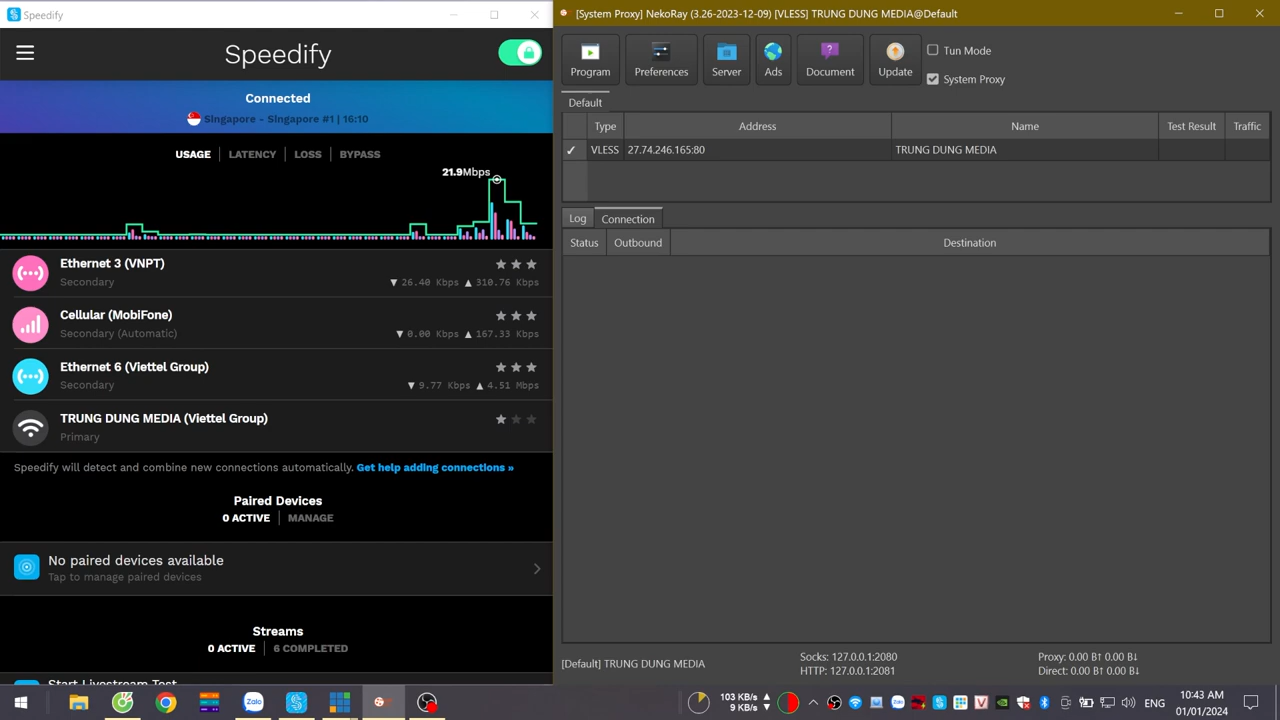 Speedify
Speedify
Connected
Singapore - Singapore #1 | 16:10
USAGE
LATENCY
LOSS
BYPASS
21.9Mbps
Ethernet 3 (VNPT)
Secondary
▼ 26.40 Kbps ▲ 310.76 Kbps
Cellular (MobiFone)
Secondary (Automatic)
▼ 0.00 Kbps ▲ 167.33 Kbps
Ethernet 6 (Viettel Group)
Secondary
▼ 9.77 Kbps ▲ 4.51 Mbps
TRUNG DUNG MEDIA (Viettel Group)
Primary
Speedify will detect and combine new connections automatically. Get help adding connections »
Paired Devices
0 ACTIVE
MANAGE
No paired devices available
Tap to manage paired devices
Streams
0 ACTIVE
6 COMPLETED
Start Livestream Test
[System Proxy] NekoRay (3.26-2023-12-09) [VLESS] TRUNG DUNG MEDIA@Default
Program
Preferences
Server
Ads
Document
Update
Tun Mode
System Proxy
Default
Type
Address
Name
Test Result
Traffic
VLESS
27.74.246.165:80
TRUNG DUNG MEDIA
Log
Connection
Status
Outbound
Destination
[Default] TRUNG DUNG MEDIA
Socks: 127.0.0.1:2080
HTTP: 127.0.0.1:2081
Proxy: 0.00 B↑ 0.00 B↓
Direct: 0.00 B↑ 0.00 B↓
Zalo
103 KB/s
9 KB/s
ENG
10:43 AM
01/01/2024